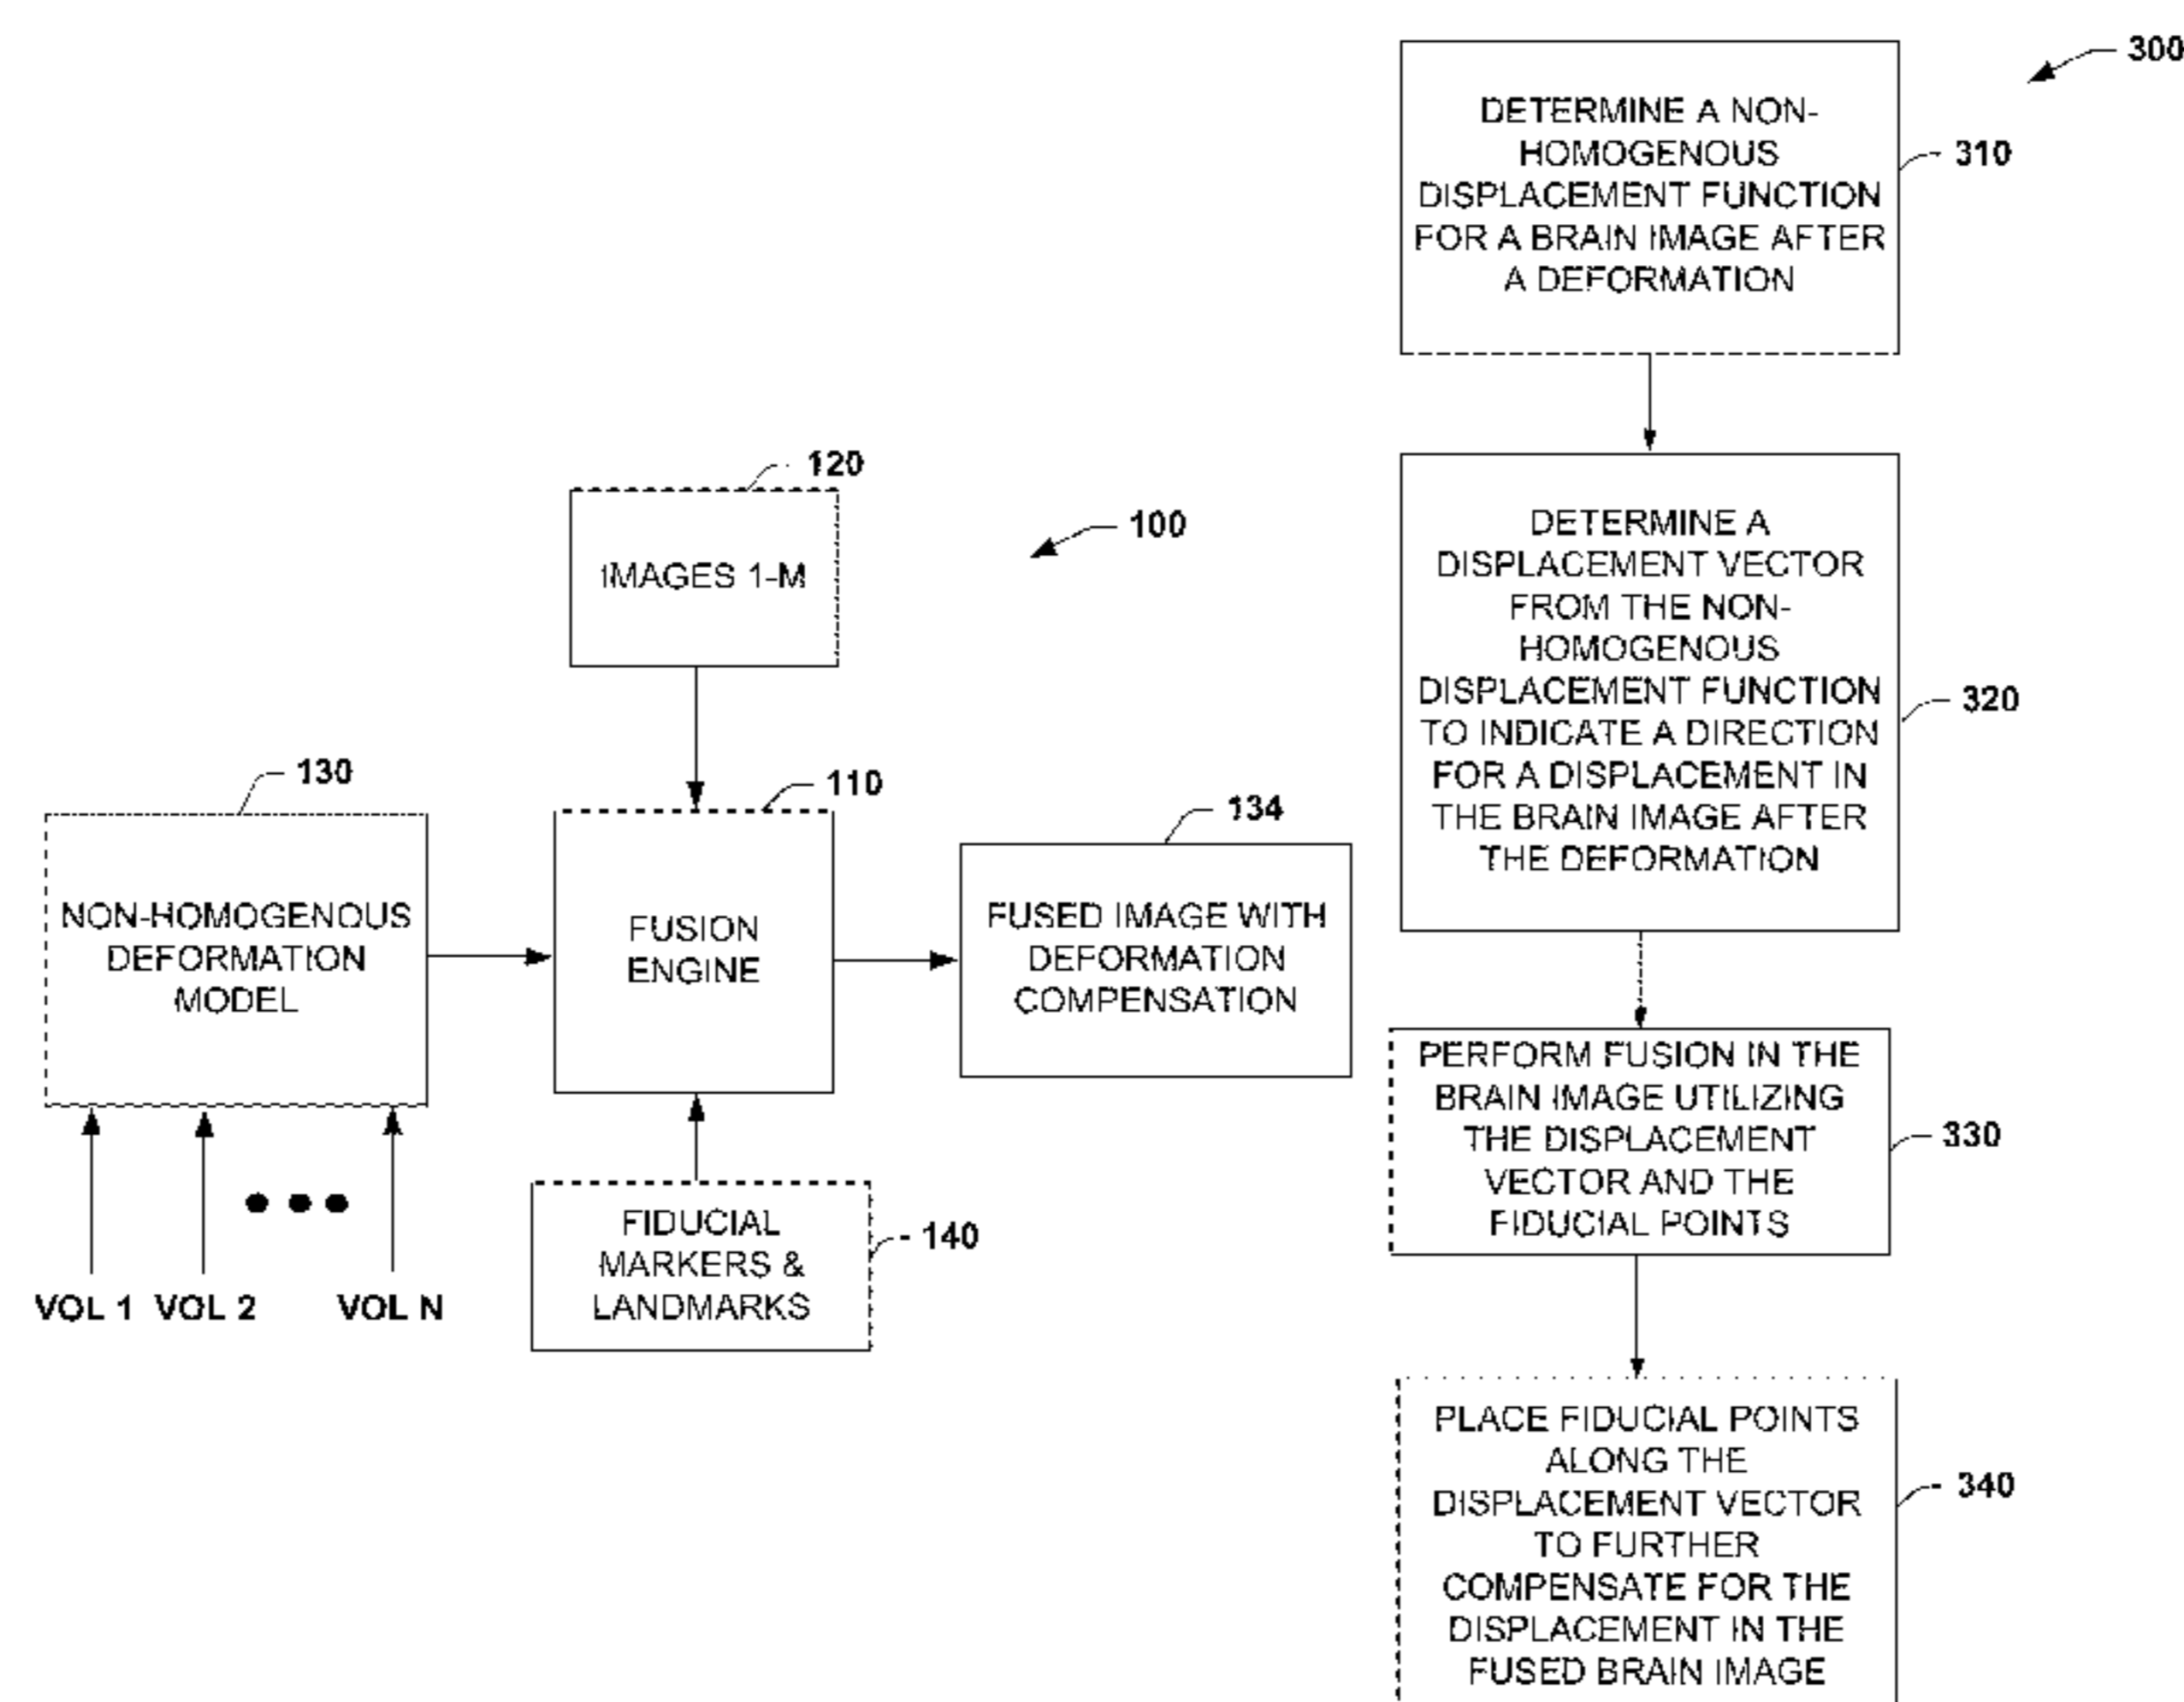 120
IMAGES 1-M
100
130
NON-HOMOGENOUS
DEFORMATION
MODEL
VOL 1 VOL 2 VOL N
110
FUSION
ENGINE
134
FUSED IMAGE WITH
DEFORMATION
COMPENSATION
FIDUCIAL
MARKERS &
LANDMARKS
140
300
DETERMINE A NON-
HOMOGENOUS
DISPLACEMENT FUNCTION
FOR A BRAIN IMAGE AFTER
A DEFORMATION
310
DETERMINE A
DISPLACEMENT VECTOR
FROM THE NON-
HOMOGENOUS
DISPLACEMENT FUNCTION
TO INDICATE A DIRECTION
FOR A DISPLACEMENT IN
THE BRAIN IMAGE AFTER
THE DEFORMATION
320
PERFORM FUSION IN THE
BRAIN IMAGE UTILIZING
THE DISPLACEMENT
VECTOR AND THE
FIDUCIAL POINTS
330
PLACE FIDUCIAL POINTS
ALONG THE
DISPLACEMENT VECTOR
TO FURTHER
COMPENSATE FOR THE
DISPLACEMENT IN THE
FUSED BRAIN IMAGE
340